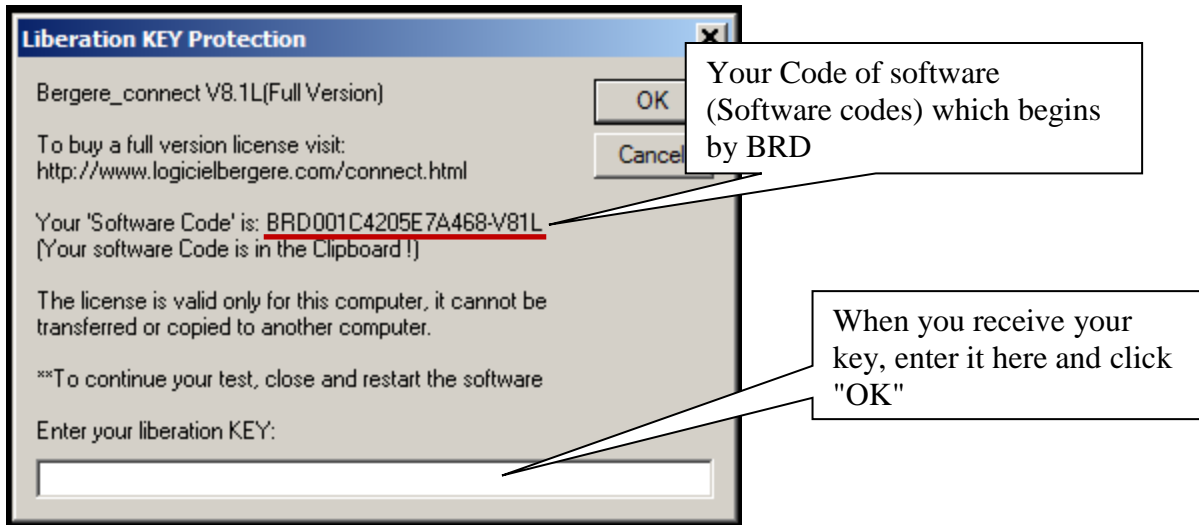 Liberation KEY Protection
Bergere_connect V8.1L(Full Version)
OK
To buy a full version license visit:
http://www.logicielbergere.com/connect.html
Cancel
Your 'Software Code' is: BRD001C4205E7A468-V81L
(Your software Code is in the Clipboard !)
The license is valid only for this computer, it cannot be
transferred or copied to another computer.
**To continue your test, close and restart the software
Enter your liberation KEY:
Your Code of software
(Software codes) which begins
by BRD
When you receive your
key, enter it here and click
"OK"